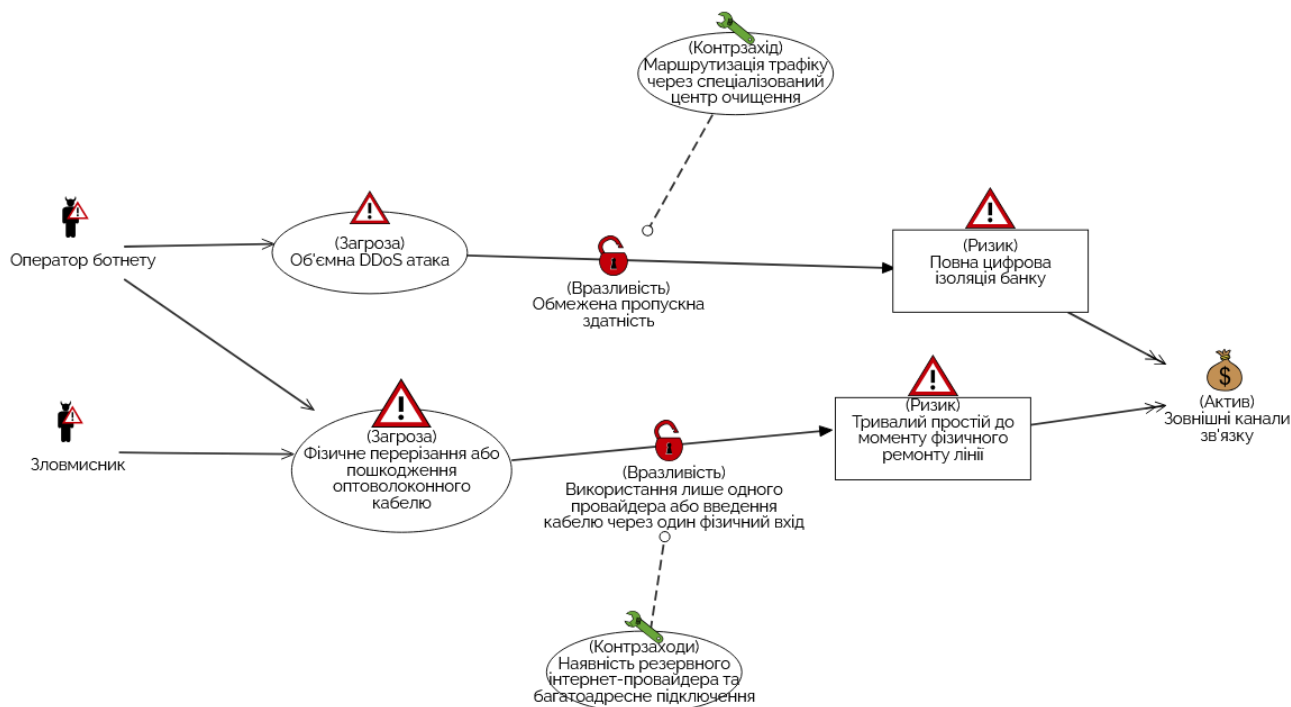 (Контрзахід)
Маршрутизація трафіку
через спеціалізований
центр очищення
Оператор ботнету
(Загроза)
Об'ємна DDoS атака
(Вразливість)
Обмежена пропускна
здатність
(Ризик)
Повна цифрова
ізоляція банку
$
(Актив)
Зовнішні канали
зв'язку
Зловмисник
(Загроза)
Фізичне перерізання або
пошкодження
оптоволоконного
кабелю
(Вразливість)
Використання лише одного
провайдера або введення
кабелю через один фізичний вхід
(Ризик)
Тривалий простій до
моменту фізичного
ремонту лінії
(Контрзаходи)
Наявність резервного
інтернет-провайдера та
багатоадресне підключення